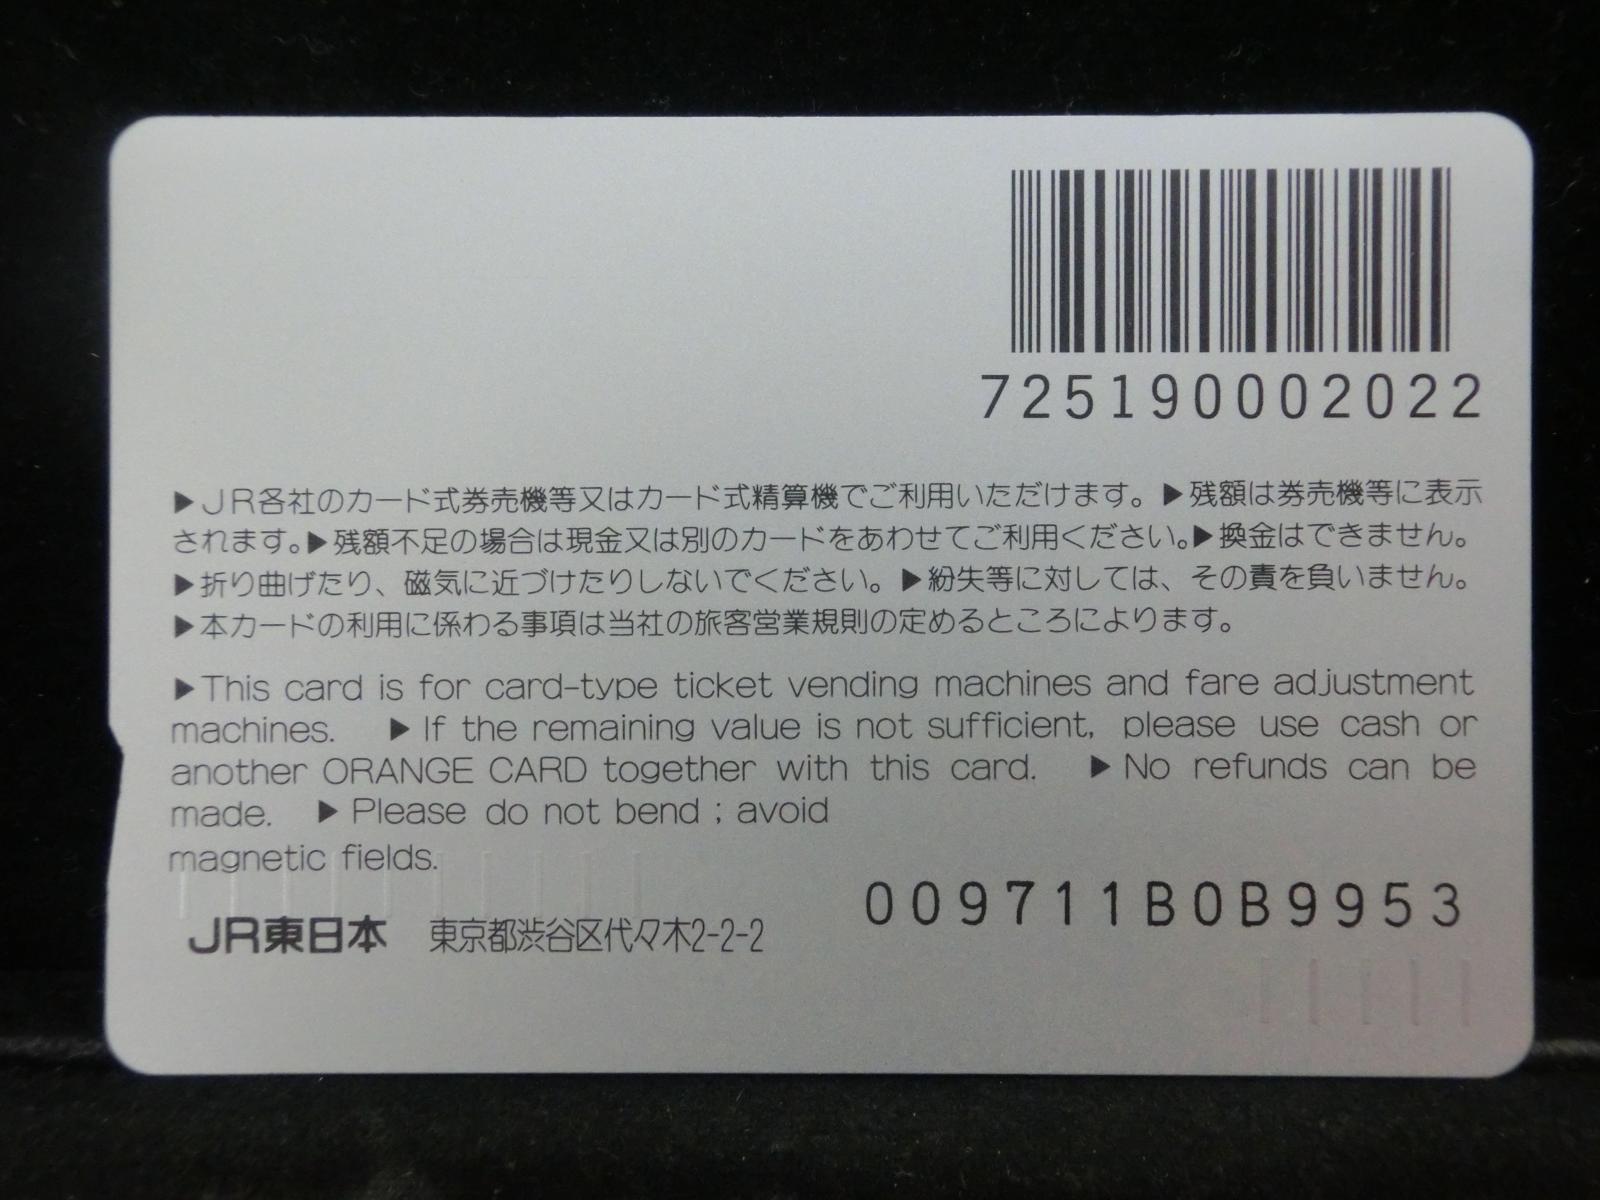 725190002022
▶JR各社のカード式券売機等又はカード式精算機でご利用いただけます。▶残額は券売機等に表示
されます。▶残額不足の場合は現金又は別のカードをあわせてご利用ください。▶換金はできません。
▶折り曲げたり、磁気に近づけたりしないでください。▶紛失等に対しては、その責を負いません。
▶本カードの利用に係わる事項は当社の旅客営業規則の定めるところによります。
▶This card is for card-type ticket vending machines and fare adjustment
machines. ▶If the remaining value is not sufficient, please use cash or
another ORANGE CARD together with this card. ▶No refunds can be
made. ▶Please do not bend ; avoid
magnetic fields.
009711B0B9953
JR東日本 東京都渋谷区代々木2-2-2